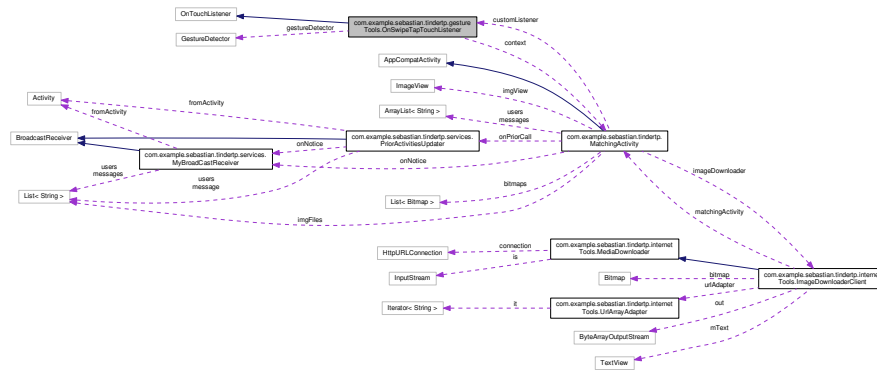 OnTouchListener
com.example.sebastian.tindertp.gesture
Tools.OnSwipeTapTouchListener
customListener
gestureDetector
GestureDetector
context
AppCompatActivity
ImageView
imgView
Activity
fromActivity
fromActivity
ArrayList< String >
users
messages
BroadcastReceiver
com.example.sebastian.tindertp.services.
PriorActivitiesUpdater
onPriorCall
com.example.sebastian.tindertp.
MatchingActivity
onNotice
com.example.sebastian.tindertp.services.
MyBroadCastReceiver
onNotice
imageDownloader
users
messages
users
message
bitmaps
List< String >
List< Bitmap >
imgFiles
matchingActivity
HttpURLConnection
connection
com.example.sebastian.tindertp.internet
Tools.MediaDownloader
is
InputStream
Bitmap
bitmap
com.example.sebastian.tindertp.internet
Tools.ImageDownloaderClient
urlAdapter
Iterator< String >
it
com.example.sebastian.tindertp.internet
Tools.UrlArrayAdapter
out
ByteArrayOutputStream
mText
TextView